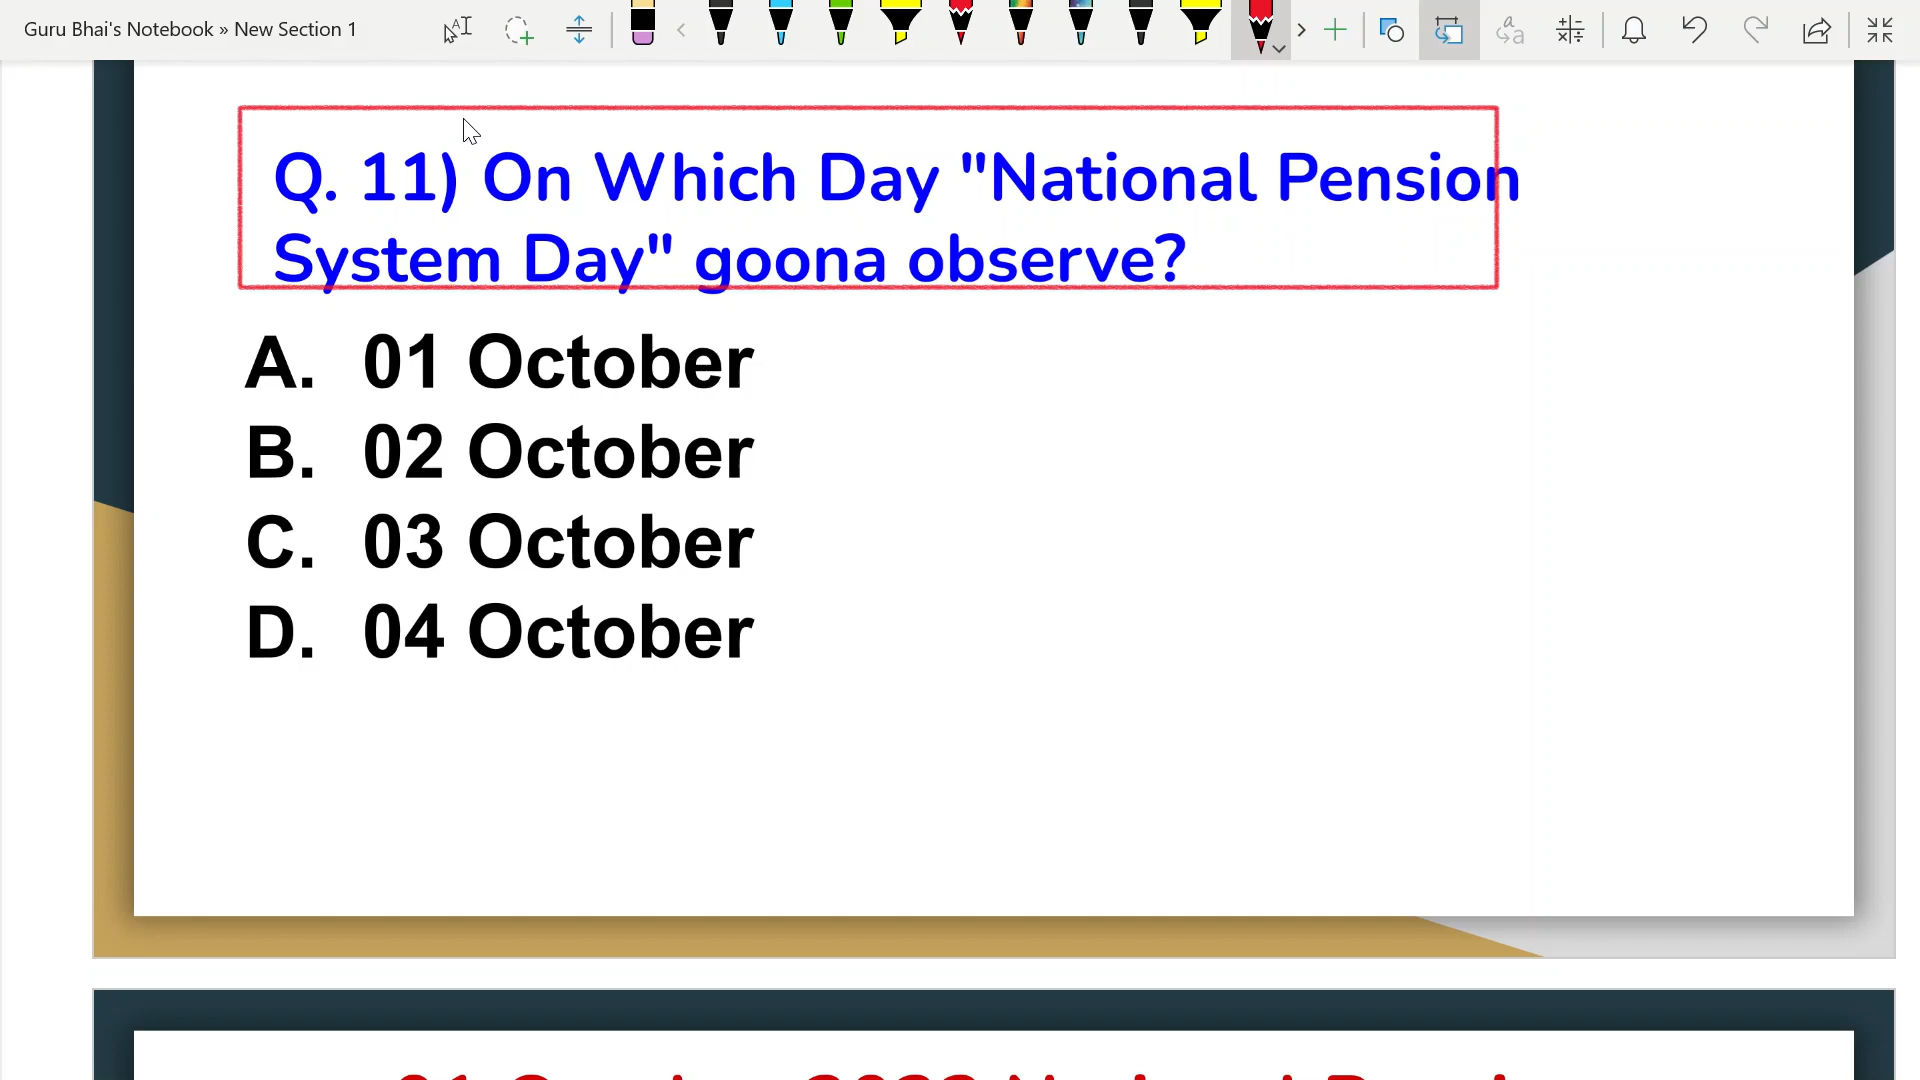 Guru Bhai's Notebook » New Section 1
Q. 11) On Which Day "National Pension
System Day" goona observe?
A. 01 October
B. 02 October
C. 03 October
D. 04 October